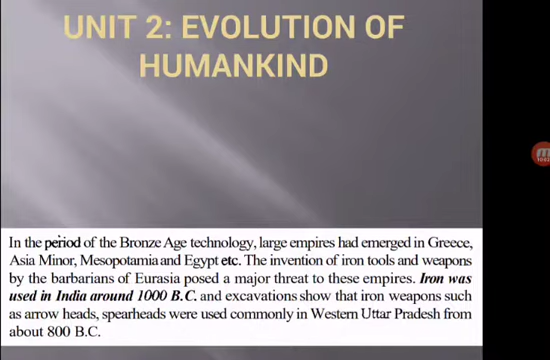 UNIT 2: EVOLUTION OF
HUMANKIND
In the period of the Bronze Age technology, large empires had emerged in Greece,
Asia Minor, Mesopotamia and Egypt etc. The invention of iron tools and weapons
by the barbarians of Eurasia posed a major threat to these empires. Iron was
used in India around 1000 B.C. and excavations show that iron weapons such
as arrow heads, spearheads were used commonly in Western Uttar Pradesh from
about 800 B.C.